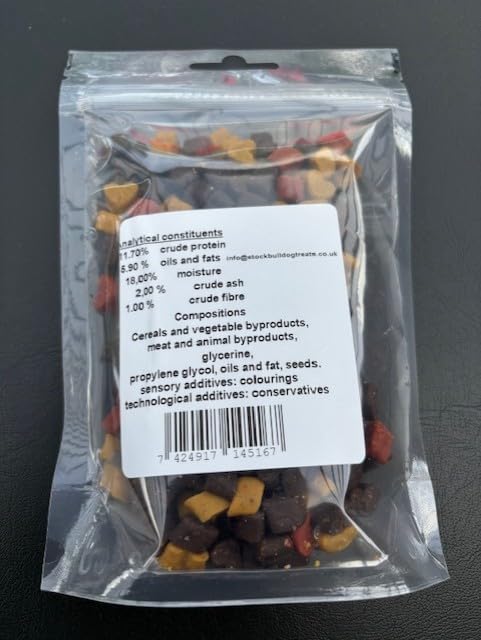 Analytical constituents
11.70% crude protein
5.90 % oils and fats info@stockbulldogtreats.co.uk
18,00% moisture
2,00 % crude ash
1.00 % crude fibre
Compositions
Cereals and vegetable byproducts,
meat and animal byproducts,
glycerine,
propylene glycol, oils and fat, seeds.
sensory additives: colourings
technological additives: conservatives
7 424917 145167